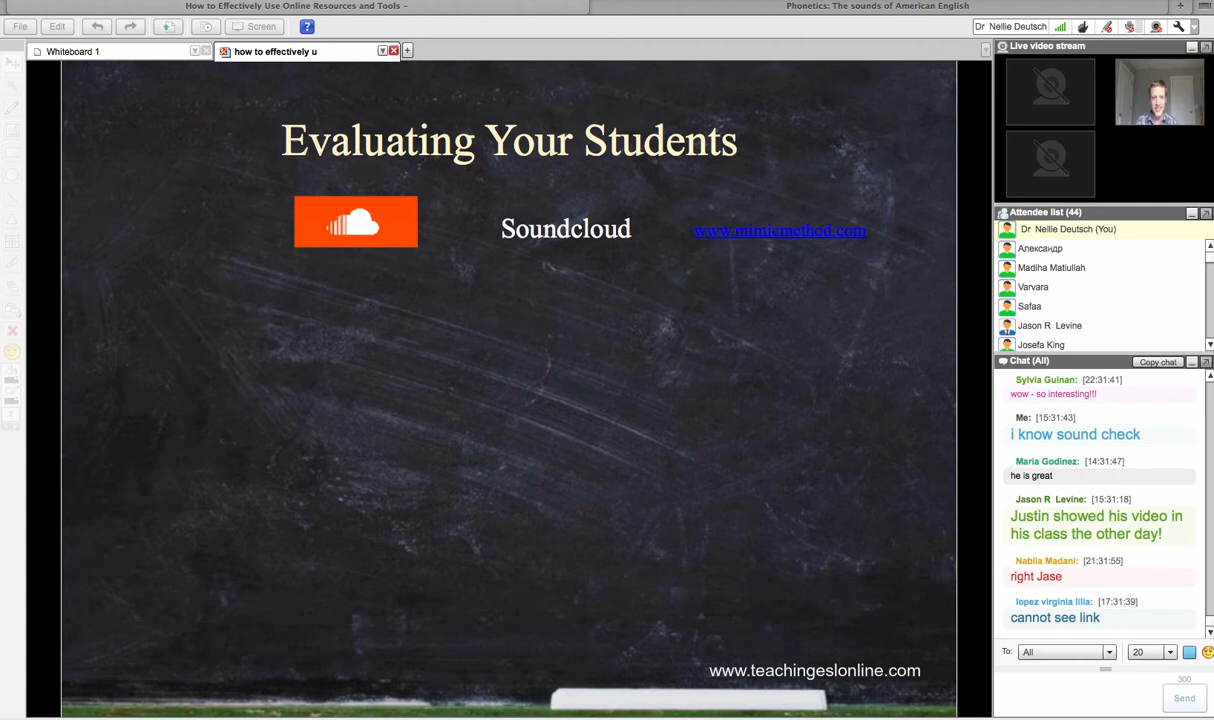 How to Effectively Use Online Resources and Tools –
Phonetics: The sounds of American English
File
Edit
Screen
?
Dr Nellie Deutsch
Whiteboard 1
how to effectively u
Live video stream
Evaluating Your Students
Soundcloud
www.mimicmethod.com
www.teachingeslonline.com
Attendee list (44)
Dr Nellie Deutsch (You)
Александр
Madiha Matiullah
Varvara
Safaa
Jason R Levine
Josefa King
Chat (All)
Copy chat
Sylvia Guinan: [22:31:41]
wow - so interesting!!!
Me: [15:31:43]
i know sound check
Maria Godinez: [14:31:47]
he is great
Jason R Levine: [15:31:18]
Justin showed his video in
his class the other day!
Nabila Madani: [21:31:55]
right Jase
lopez virginia lilia: [17:31:39]
cannot see link
To: All 20
300
Send